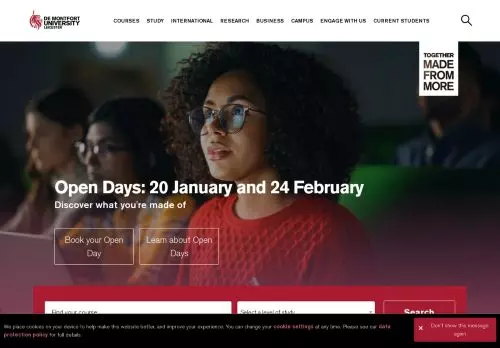 DE MONTFORT
UNIVERSITY
LEICESTER
COURSES STUDY INTERNATIONAL RESEARCH BUSINESS CAMPUS ENGAGE WITH US CURRENT STUDENTS
TOGETHER
MADE
FROM
MORE
Open Days: 20 January and 24 February
Discover what you're made of
Book your Open
Day
Learn about Open
Days
Find your course
Select a level of study
Search
We place cookies on your device to help make this website better, and improve your experience. You can change your cookie settings at any time. Please see our data
protection policy for full details.
Don't show this message
again